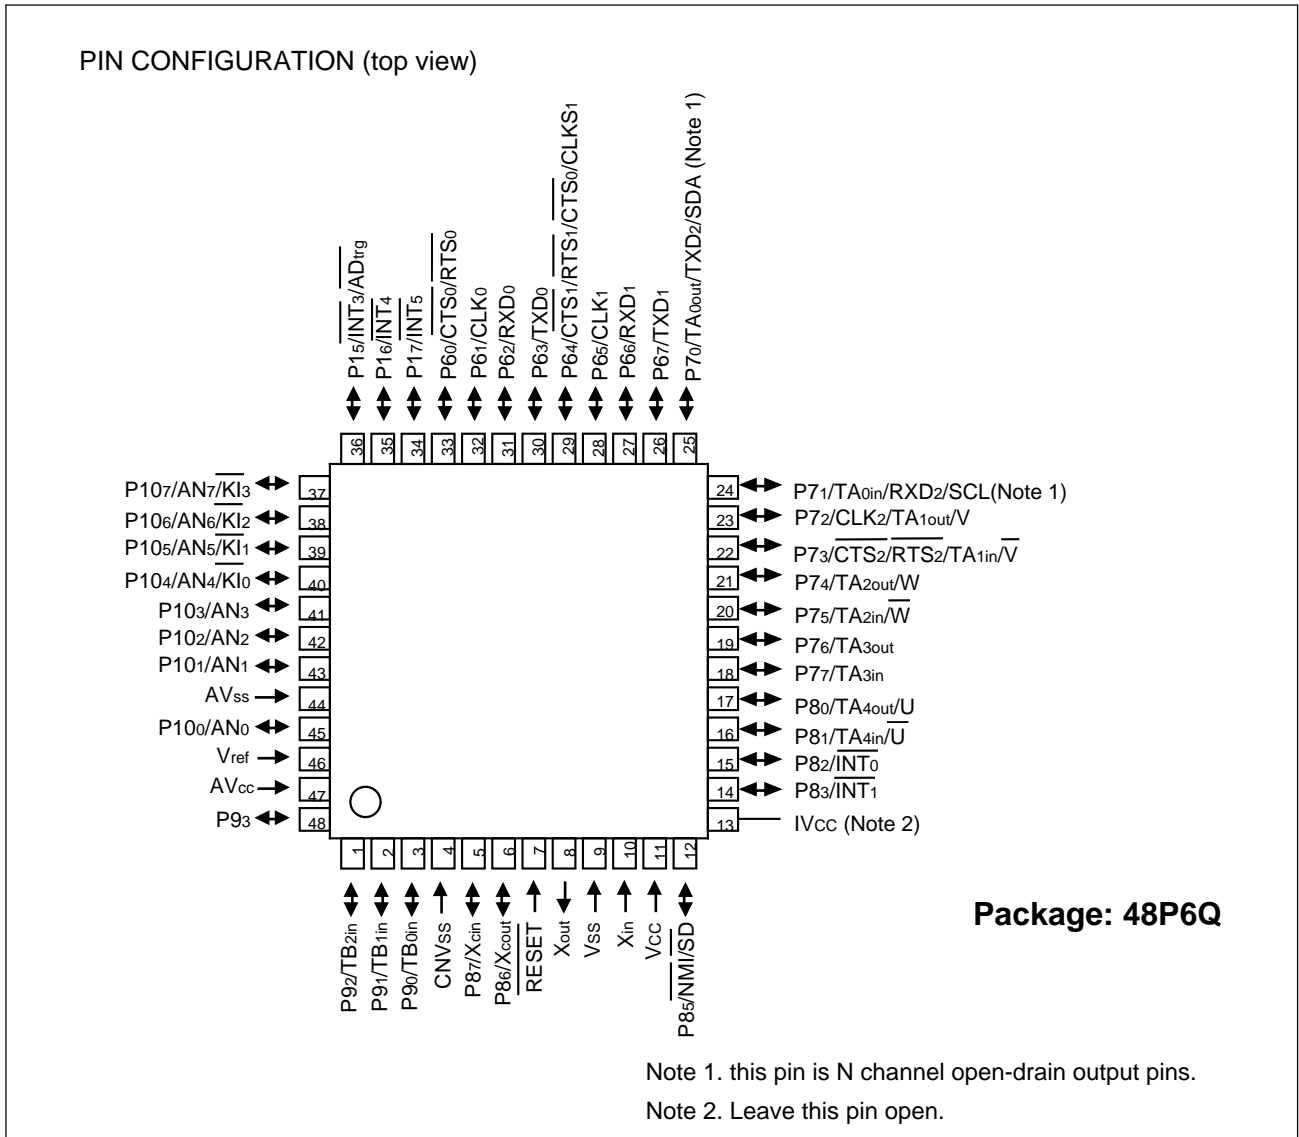 PIN CONFIGURATION (top view)
P15/INT3/ADtrg
P16/INT4
P17/INT5
P60/CTS0/RTS0
P61/CLK0
P62/RXD0
P63/TXD0
P64/CTS1/RTS1/CTS0/CLKS1
P65/CLK1
P66/RXD1
P67/TXD1
P70/TA0out/TXD2/SDA (Note 1)
36
35
34
33
32
31
30
29
28
27
26
25
P107/AN7/KI3
37
P106/AN6/KI2
38
P105/AN5/KI1
39
P104/AN4/KI0
40
P103/AN3
41
P102/AN2
42
P101/AN1
43
AVss
44
P100/AN0
45
Vref
46
AVcc
47
P93
48
24
P71/TA0in/RXD2/SCL(Note 1)
23
P72/CLK2/TA1out/V
22
P73/CTS2/RTS2/TA1in/V
21
P74/TA2out/W
20
P75/TA2in/W
19
P76/TA3out
18
P77/TA3in
17
P80/TA4out/U
16
P81/TA4in/U
15
P82/INT0
14
P83/INT1
13
IVCC (Note 2)
1
2
3
4
5
6
7
8
9
10
11
12
P92/TB2in
P91/TB1in
P90/TB0in
CNVSS
P87/Xcin
P86/Xcout
RESET
Xout
VSS
Xin
VCC
P85/NMI/SD
Package: 48P6Q
Note 1. this pin is N channel open-drain output pins.
Note 2. Leave this pin open.